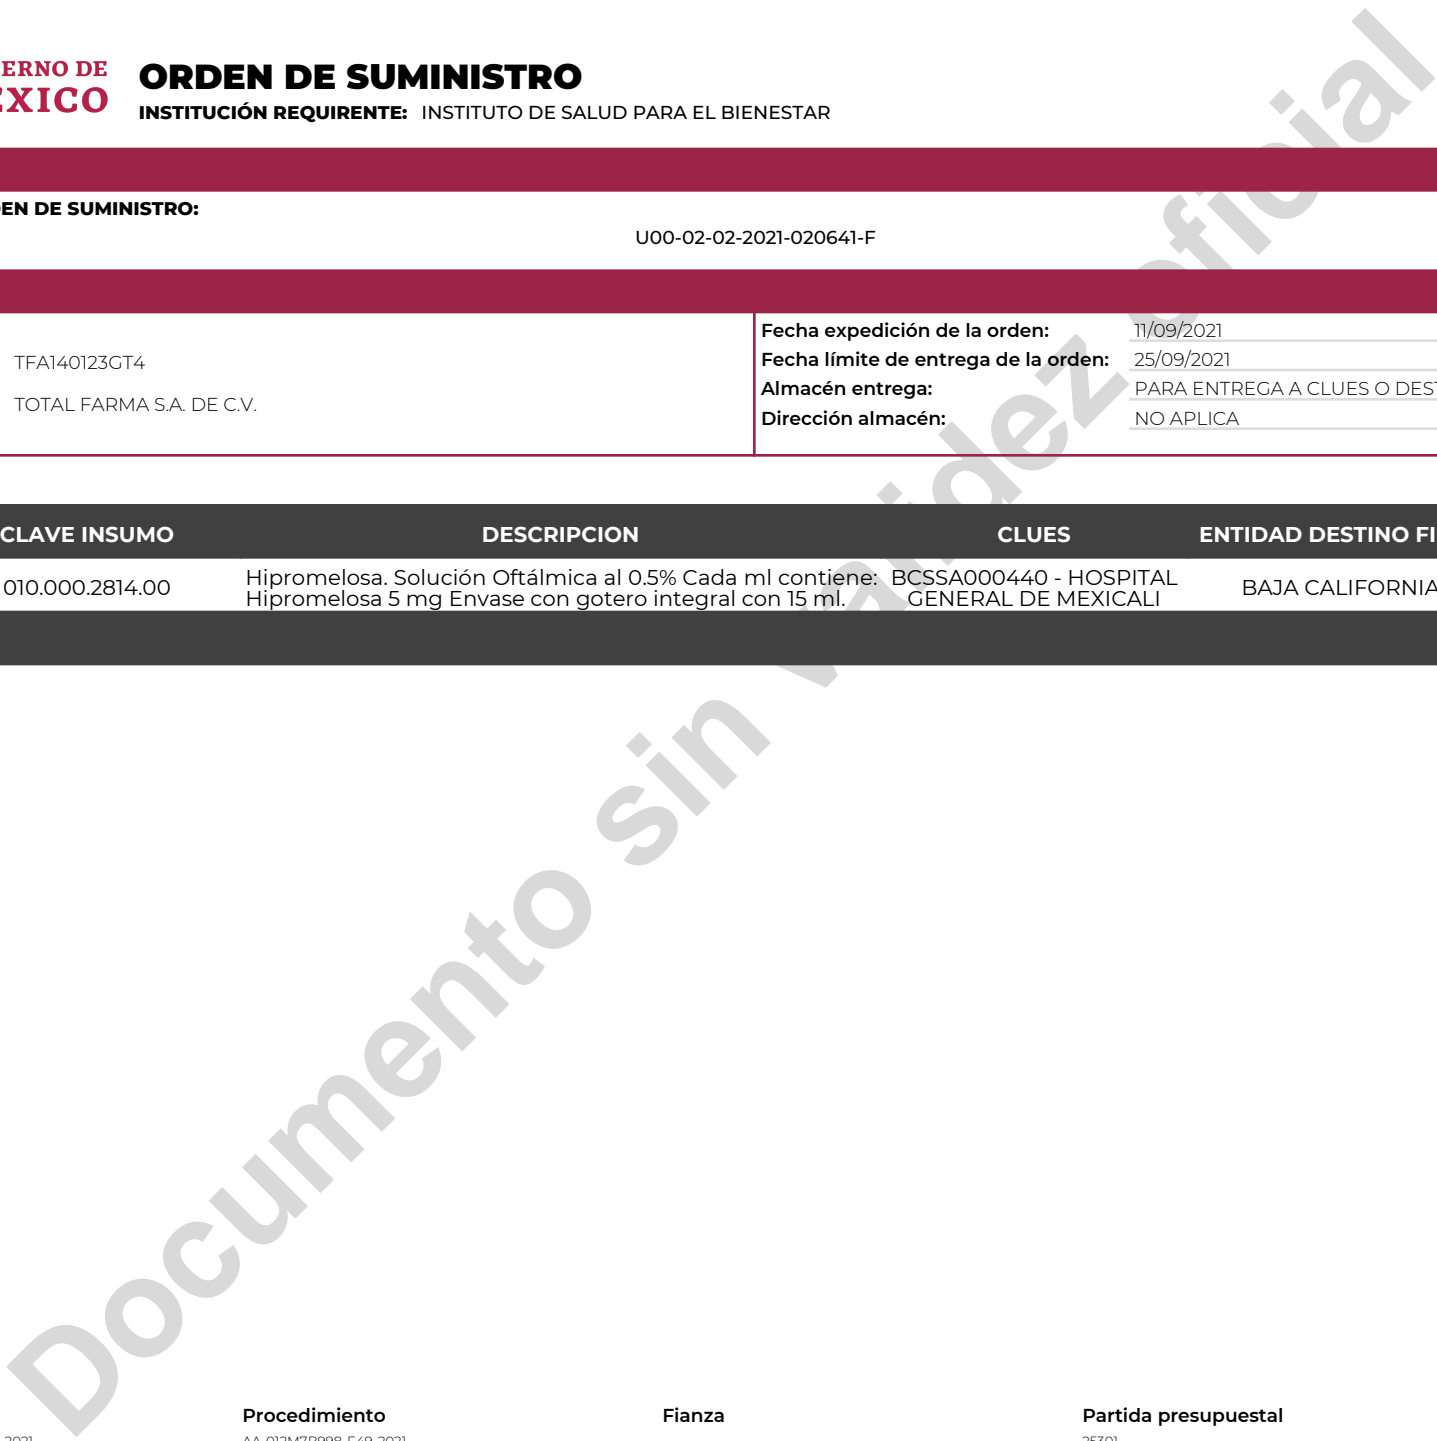 ERNO DE
XICO
ORDEN DE SUMINISTRO
INSTITUCIÓN REQUIRENTE: INSTITUTO DE SALUD PARA EL BIENESTAR
EN DE SUMINISTRO:
U00-02-02-2021-020641-F
TFA140123GT4
TOTAL FARMA S.A. DE C.V.
Fecha expedición de la orden: 11/09/2021
Fecha límite de entrega de la orden: 25/09/2021
Almacén entrega: PARA ENTREGA A CLUES O DEST
Dirección almacén: NO APLICA
CLAVE INSUMO DESCRIPCION CLUES ENTIDAD DESTINO FI
010.000.2814.00 Hipromelosa. Solución Oftálmica al 0.5% Cada ml contiene: BCSSA000440 - HOSPITAL BAJA CALIFORNIA
Hipromelosa 5 mg Envase con gotero integral con 15 ml. GENERAL DE MEXICALI
Documento sin validez oficial
Procedimiento Fianza Partida presupuestal
2021 25301